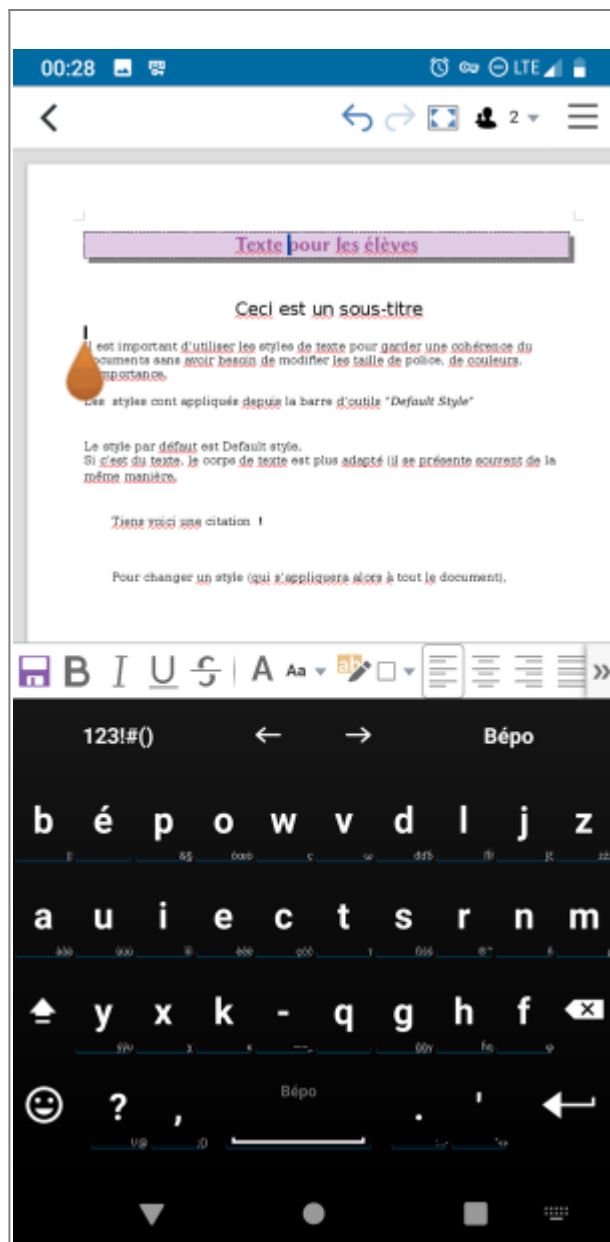 00:28 LTE
2
Texte pour les élèves
Ceci est un sous-titre
est important d'utiliser les styles de texte pour garder une cohérence du
documents sans avoir besoin de modifier les taille de police, de couleurs,
importance.
Les styles cont appliqués depuis la barre d'outils "Default Style"
Le style par défaut est Default style.
Si c'est du texte, le corps de texte est plus adapté (il se présente souvent de la
même manière.
Tiens voici une citation !
Pour changer un style (qui s'appliquera alors à tout le document),
B I U S A Aa ab
123!#() ← → Bépo
b é p o w v d l j z
a u i e c t s r n m
y x k - q g h f
? , Bépo . '